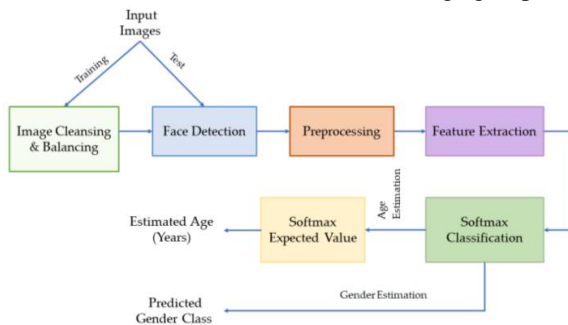 Input
Images
Training
Test
Image Cleansing
& Balancing
Face Detection
Preprocessing
Feature Extraction
Estimated Age
(Years)
Softmax
Expected Value
Age
Estimation
Softmax
Classification
Gender Estimation
Predicted
Gender Class